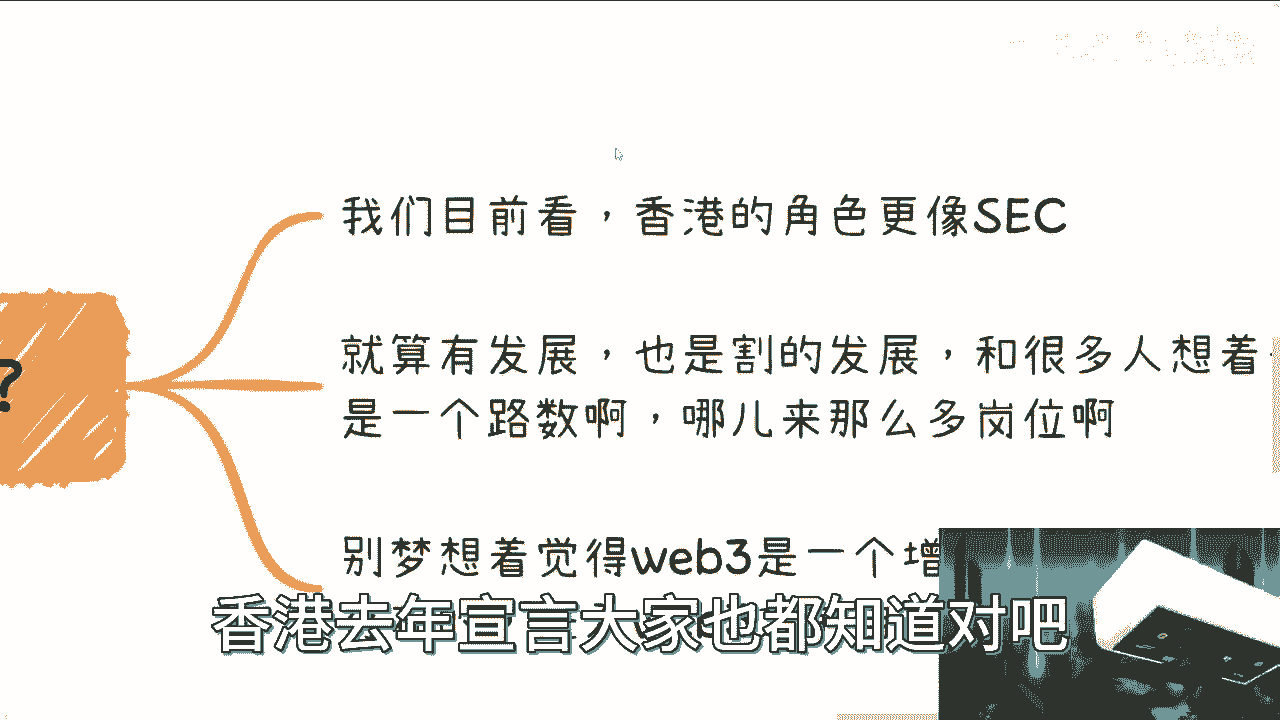 我们目前看，香港的角色更像SEC
就算有发展，也是割的发展，和很多人想着
?
是一个路数啊，哪儿来那么多岗位啊
别梦想着觉得web3是一个增
香港去年宣言大家也都知道对吧